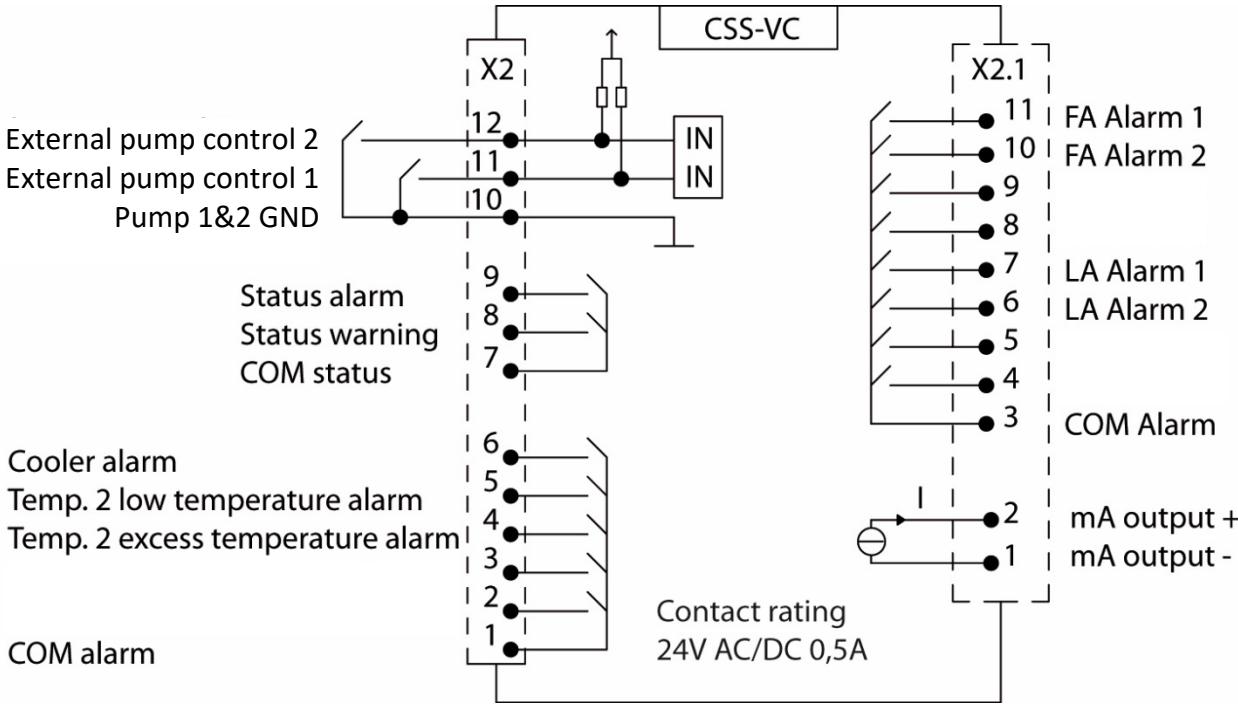 CSS-VC
X2
12
External pump control 2
IN
11
External pump control 1
IN
10
Pump 1&2 GND
9
Status alarm
8
Status warning
7
COM status
6
Cooler alarm
5
Temp. 2 low temperature alarm
4
Temp. 2 excess temperature alarm
3
2
1
COM alarm
X2.1
11 FA Alarm 1
10 FA Alarm 2
9
8
7 LA Alarm 1
6 LA Alarm 2
5
4
3 COM Alarm
I
2 mA output +
1 mA output -
Contact rating
24V AC/DC 0,5A